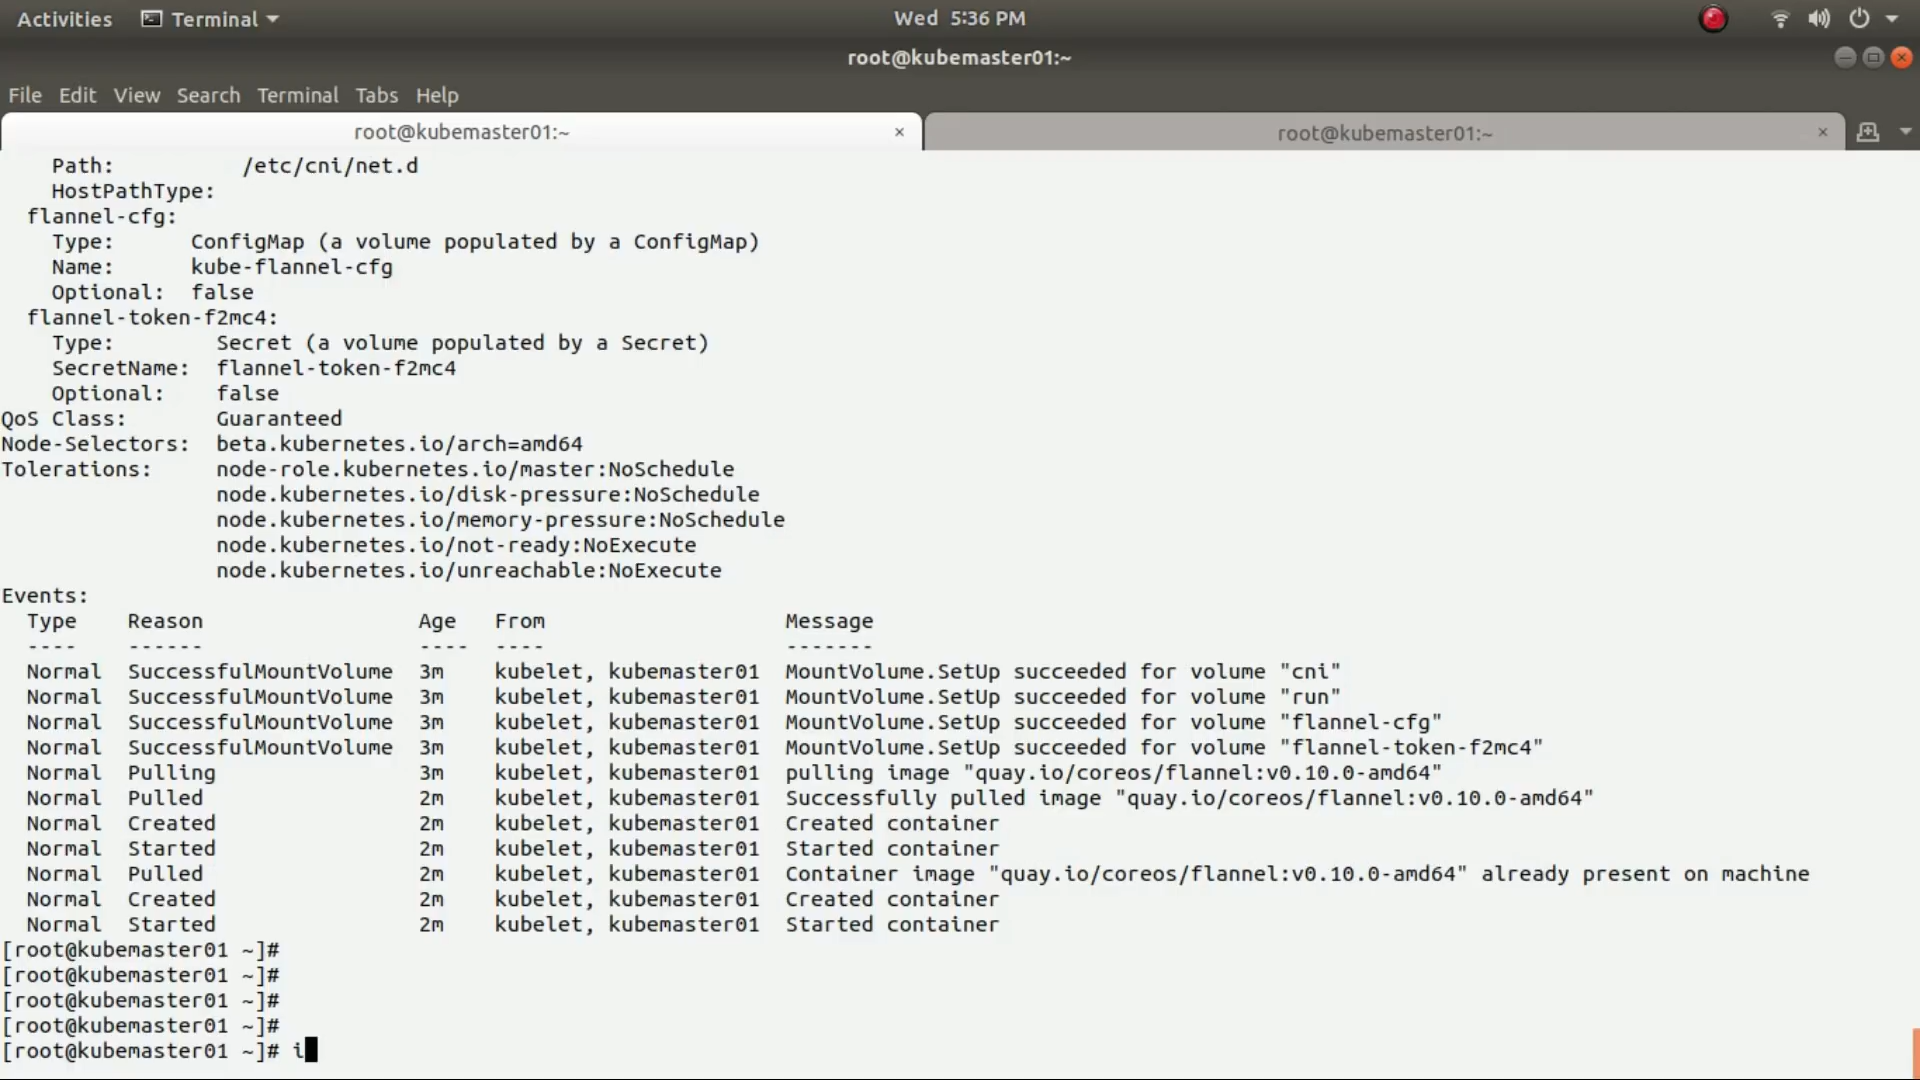 Activities Terminal Wed 5:36 PM
root@kubemaster01:~
File Edit View Search Terminal Tabs Help
root@kubemaster01:~ × root@kubemaster01:~ ×
Path: /etc/cni/net.d
HostPathType:
flannel-cfg:
Type: ConfigMap (a volume populated by a ConfigMap)
Name: kube-flannel-cfg
Optional: false
flannel-token-f2mc4:
Type: Secret (a volume populated by a Secret)
SecretName: flannel-token-f2mc4
Optional: false
QoS Class: Guaranteed
Node-Selectors: beta.kubernetes.io/arch=amd64
Tolerations: node-role.kubernetes.io/master:NoSchedule
node.kubernetes.io/disk-pressure:NoSchedule
node.kubernetes.io/memory-pressure:NoSchedule
node.kubernetes.io/not-ready:NoExecute
node.kubernetes.io/unreachable:NoExecute
Events:
Type Reason Age From Message
---- ------ ---- ---- -------
Normal SuccessfulMountVolume 3m kubelet, kubemaster01 MountVolume.SetUp succeeded for volume "cni"
Normal SuccessfulMountVolume 3m kubelet, kubemaster01 MountVolume.SetUp succeeded for volume "run"
Normal SuccessfulMountVolume 3m kubelet, kubemaster01 MountVolume.SetUp succeeded for volume "flannel-cfg"
Normal SuccessfulMountVolume 3m kubelet, kubemaster01 MountVolume.SetUp succeeded for volume "flannel-token-f2mc4"
Normal Pulling 3m kubelet, kubemaster01 pulling image "quay.io/coreos/flannel:v0.10.0-amd64"
Normal Pulled 2m kubelet, kubemaster01 Successfully pulled image "quay.io/coreos/flannel:v0.10.0-amd64"
Normal Created 2m kubelet, kubemaster01 Created container
Normal Started 2m kubelet, kubemaster01 Started container
Normal Pulled 2m kubelet, kubemaster01 Container image "quay.io/coreos/flannel:v0.10.0-amd64" already present on machine
Normal Created 2m kubelet, kubemaster01 Created container
Normal Started 2m kubelet, kubemaster01 Started container
[root@kubemaster01 ~]#
[root@kubemaster01 ~]#
[root@kubemaster01 ~]#
[root@kubemaster01 ~]#
[root@kubemaster01 ~]# i